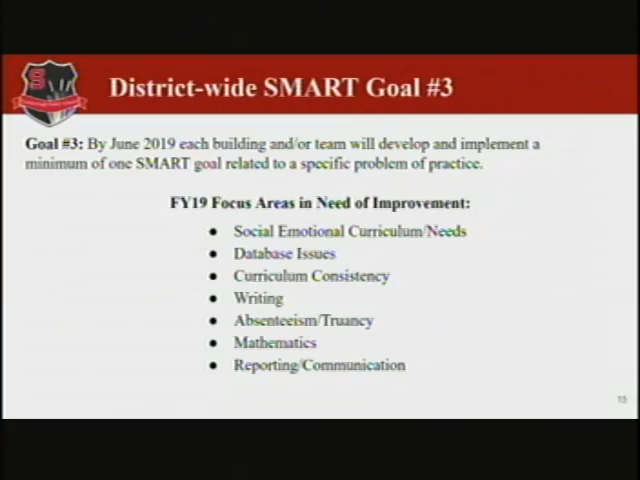 S
District-wide SMART Goal #3
Goal #3: By June 2019 each building and/or team will develop and implement a
minimum of one SMART goal related to a specific problem of practice.
FY19 Focus Areas in Need of Improvement:
● Social Emotional Curriculum/Needs
● Database Issues
● Curriculum Consistency
● Writing
● Absenteeism/Truancy
● Mathematics
● Reporting/Communication
15